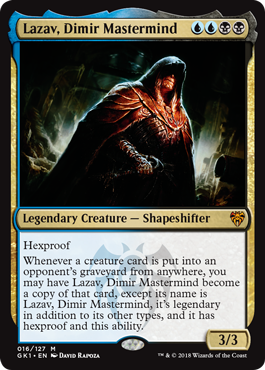 Lazav, Dimir Mastermind
Legendary Creature — Shapeshifter
Hexproof
Whenever a creature card is put into an
opponent's graveyard from anywhere, you
may have Lazav, Dimir Mastermind become
a copy of that card, except its name is
Lazav, Dimir Mastermind, it's legendary
in addition to its other types, and it has
hexproof and this ability.
3/3
016/127 M
GK1 • EN DAVID RAPOZA
™ & © 2018 Wizards of the Coast